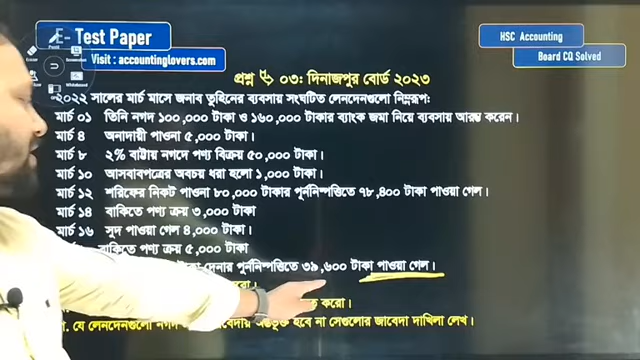 E- Test Paper
Visit : accountinglovers.com
HSC Accounting
Board CQ Solved
প্রশ্ন ০৩: দিনাজপুর বোর্ড ২০২৩
২০২২ সালের মার্চ মাসে জনাব তুহিনের ব্যবসায় সংঘটিত লেনদেনগুলো নিম্নরূপ:
মার্চ ০১ তিনি নগদ ১০০,০০০ টাকা ও ১৬০,০০০ টাকার ব্যাংক জমা নিয়ে ব্যবসায় আরম্ভ করেন।
মার্চ ৪ অনাদায়ী পাওনা ৫,০০০ টাকা।
মার্চ ৮ ২% বাট্টায় নগদে পণ্য বিক্রয় ৫০,০০০ টাকা।
মার্চ ১০ আসবাবপত্রের অবচয় ধরা হলো ১,০০০ টাকা।
মার্চ ১২ শরিফের নিকট পাওনা ৮০,০০০ টাকার পূর্ননিষ্পত্তিতে ৭৮,৪০০ টাকা পাওয়া গেল।
মার্চ ১৪ বাকিতে পণ্য ক্রয় ৩,০০০ টাকা
মার্চ ১৬ সুদ পাওয়া গেল ৪,০০০ টাকা।
বাকিতে পণ্য ক্রয় ৫,০০০ টাকা
দেনার পূর্ননিষ্পত্তিতে ৩৯,৬০০ টাকা পাওয়া গেল।
করো।
যে লেনদেনগুলো নগদ হবে না সেগুলোর জাবেদা দাখিলা লেখ।